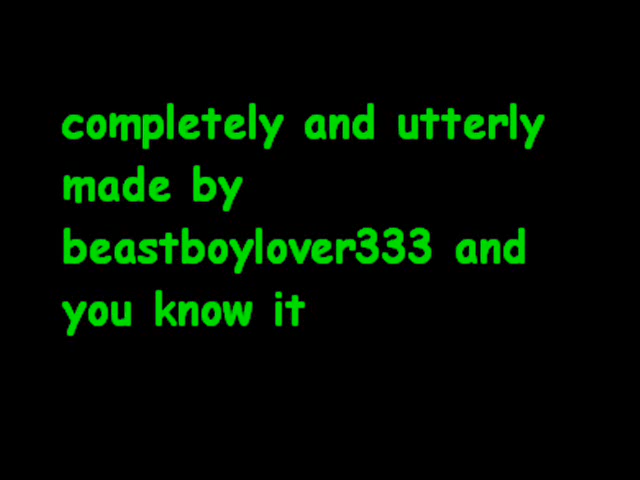 completely and utterly
made by
beastboylover333 and
you know it